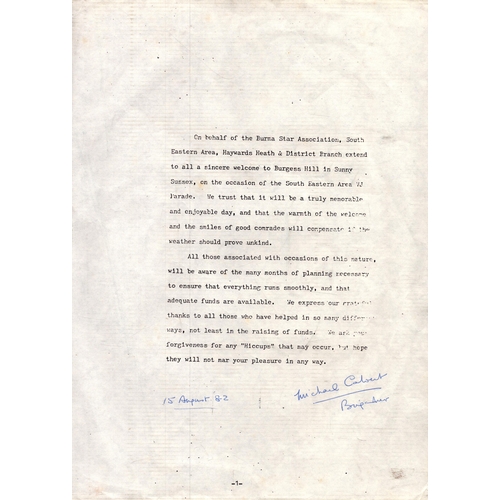 On behalf of the Burma Star Association, South
Eastern Area, Haywards Heath & District Branch extend
to all a sincere welcome to Burgess Hill in Sunny
Sussex, on the occasion of the South Eastern Area
Parade. We trust that it will be a truly memorable
and enjoyable day, and that the warmth of the welcome
and the smiles of good comrades will compensate if the
weather should prove unkind.
All those associated with occasions of this nature,
will be aware of the many months of planning necessary
to ensure that everything runs smoothly, and that
adequate funds are available. We express our grateful
thanks to all those who have helped in so many different
ways, not least in the raising of funds. We ask your
forgiveness for any "Hiccups" that may occur, but hope
they will not mar your pleasure in any way.
15 August 82
Michael Calvert
Brigadier
-1-